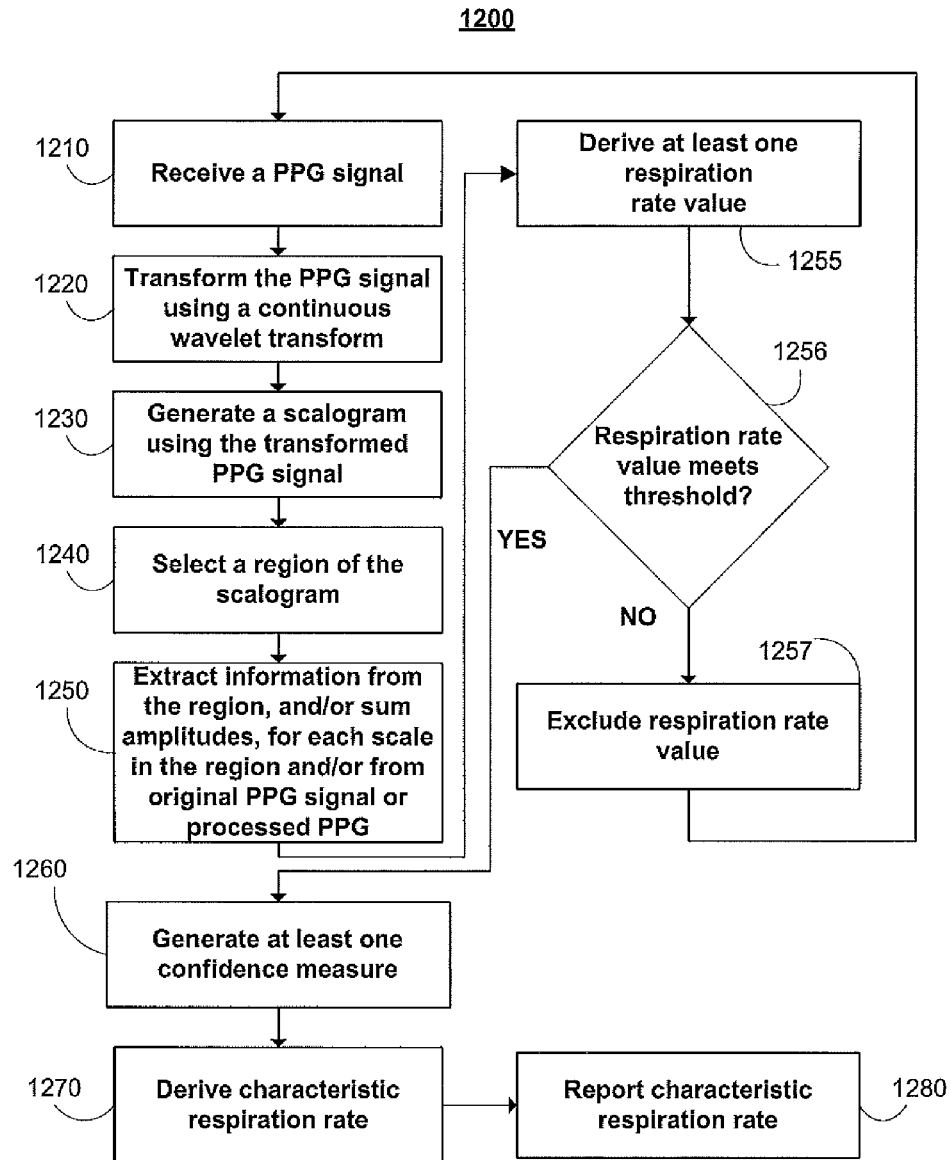 1200
1210
Receive a PPG signal
1220
Transform the PPG signal
using a continuous
wavelet transform
1230
Generate a scalogram
using the transformed
PPG signal
1240
Select a region of the
scalogram
1250
Extract information from
the region, and/or sum
amplitudes, for each scale
in the region and/or from
original PPG signal or
processed PPG
Derive at least one
respiration
rate value
1255
1256
Respiration rate
value meets
threshold?
YES
NO
1257
Exclude respiration rate
value
1260
Generate at least one
confidence measure
1270
Derive characteristic
respiration rate
Report characteristic
respiration rate
1280